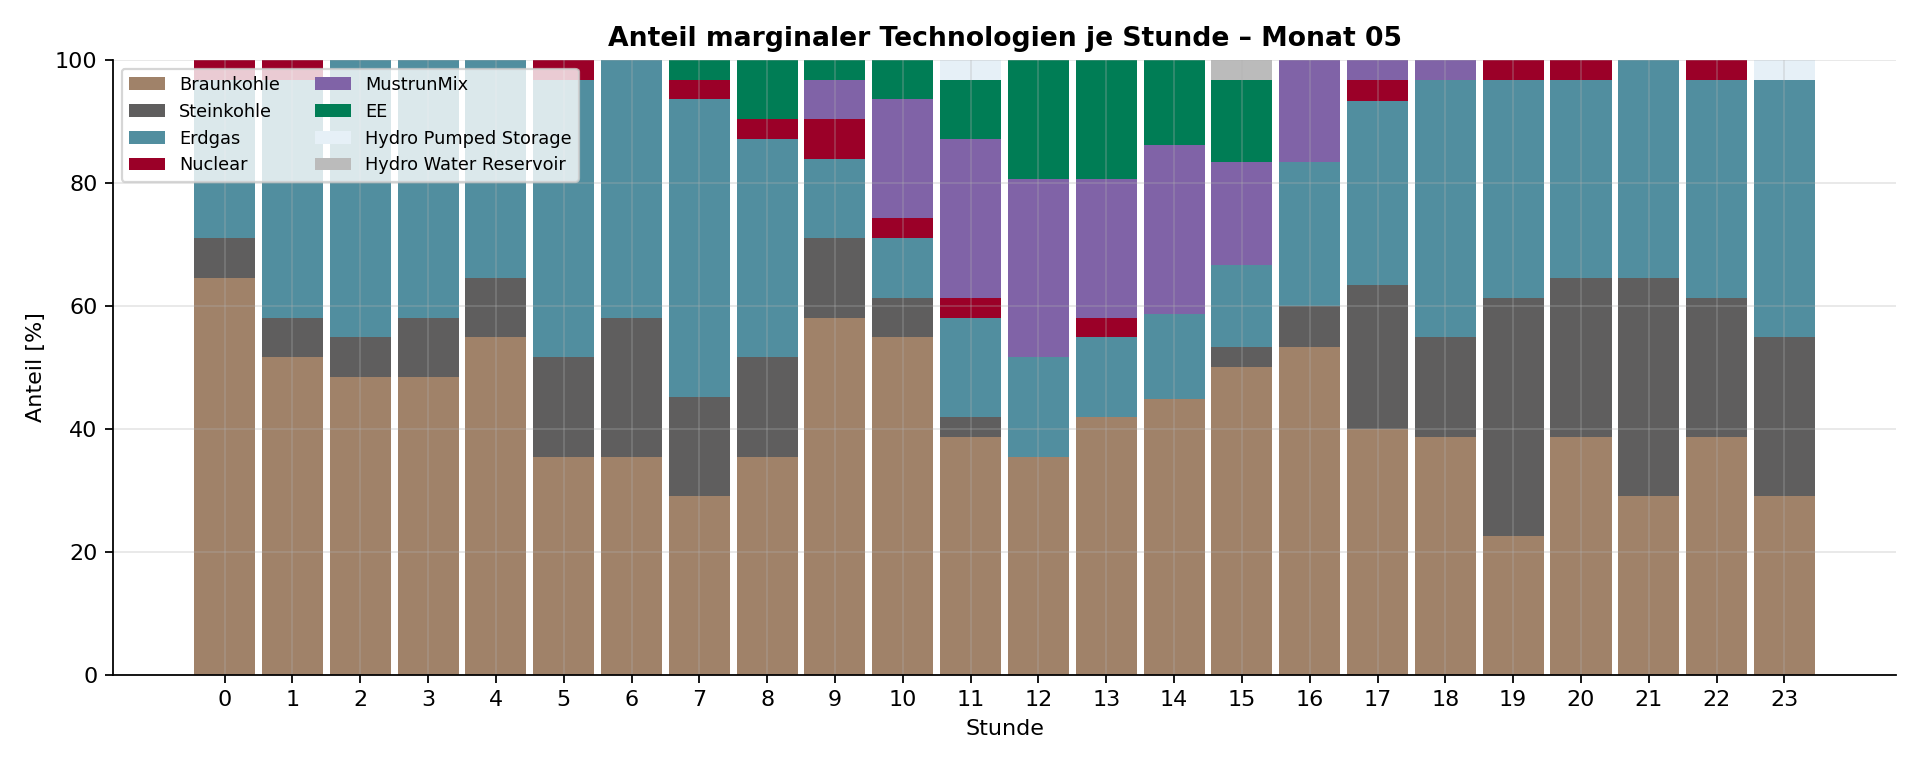 Anteil marginaler Technologien je Stunde – Monat 05
Anteil [%]
100
80
60
40
20
0
Braunkohle
Steinkohle
Erdgas
Nuclear
MustrunMix
EE
Hydro Pumped Storage
Hydro Water Reservoir
0 1 2 3 4 5 6 7 8 9 10 11 12 13 14 15 16 17 18 19 20 21 22 23
Stunde